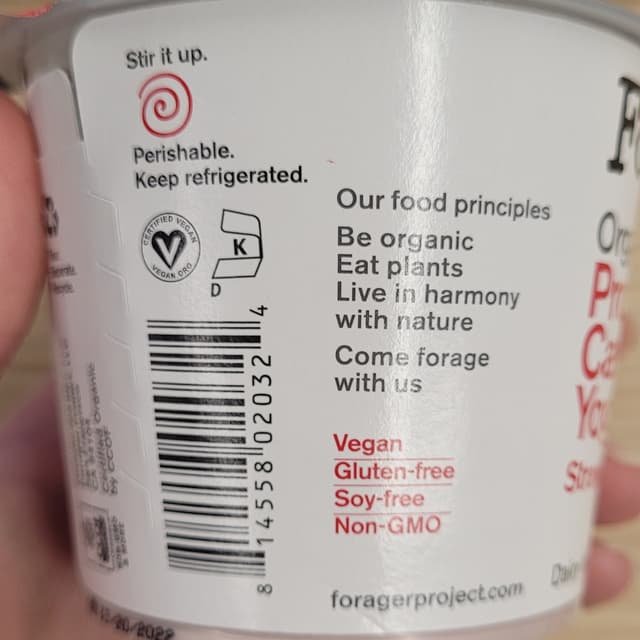 Stir it up.
Perishable.
Keep refrigerated.
CERTIFIED VEGAN
VEGAN.ORG
K
D
8 14558 02032 4
Our food principles
Be organic
Eat plants
Live in harmony
with nature
Come forage
with us
Vegan
Gluten-free
Soy-free
Non-GMO
foragerproject.com